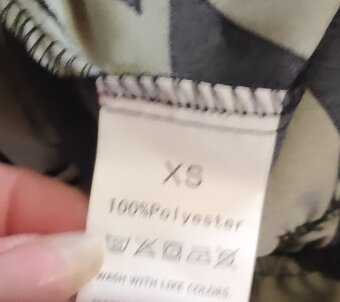 XS
100%Polyester
WASH WITH LIKE COLORS